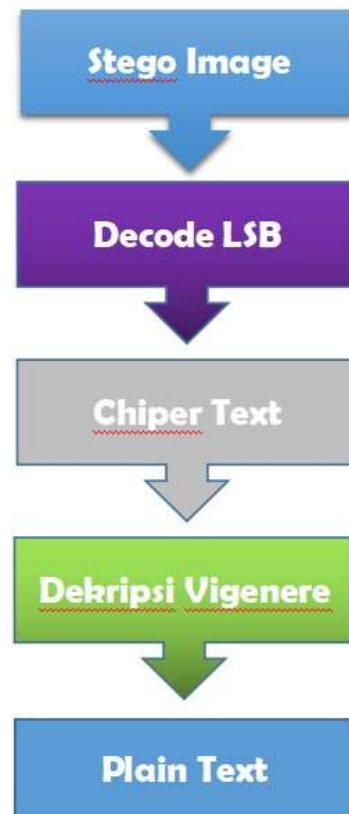 Stego Image
Decode LSB
Chiper Text
Dekripsi Vigenere
Plain Text